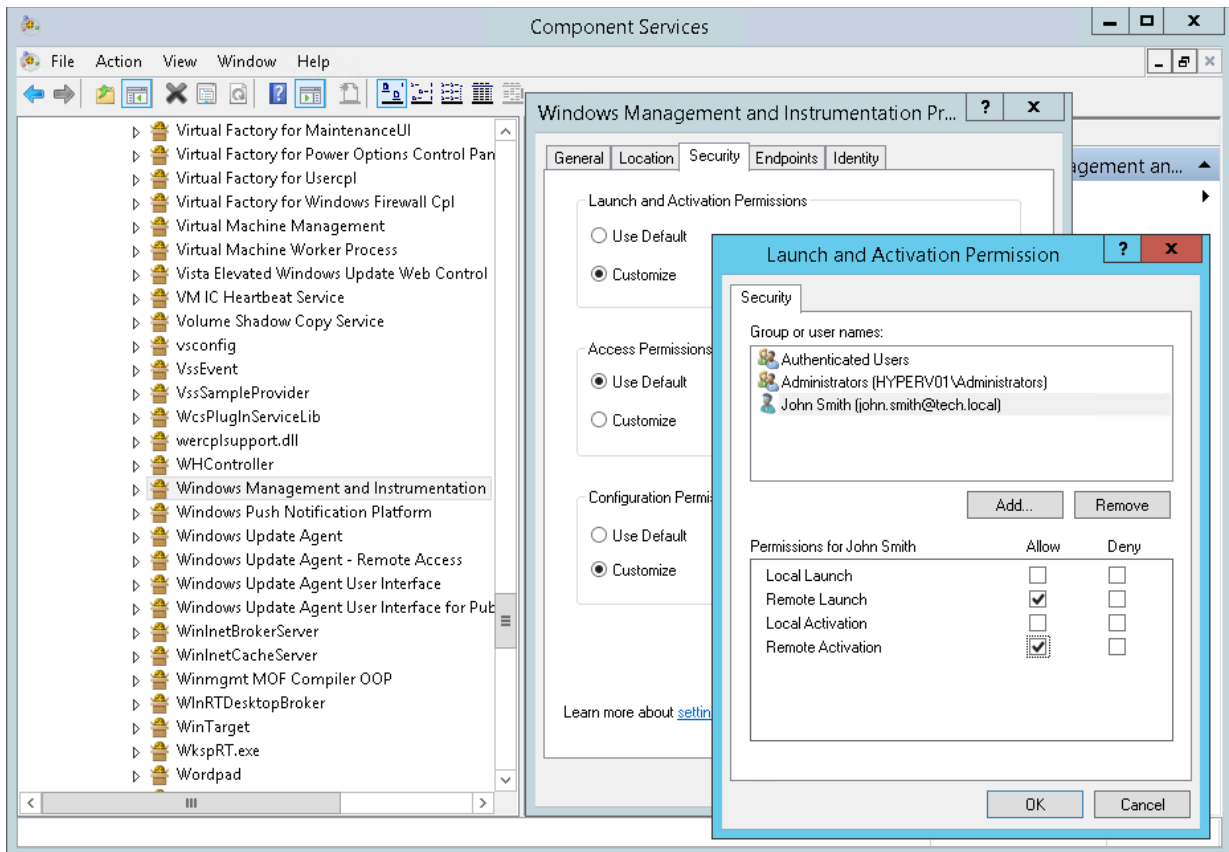 Component Services
File Action View Window Help
Virtual Factory for MaintenanceUI
Virtual Factory for Power Options Control Pan
Virtual Factory for Usercpl
Virtual Factory for Windows Firewall Cpl
Virtual Machine Management
Virtual Machine Worker Process
Vista Elevated Windows Update Web Control
VM IC Heartbeat Service
Volume Shadow Copy Service
vsconfig
VssEvent
VssSampleProvider
WcsPlugInServiceLib
wercplsupport.dll
WHController
Windows Management and Instrumentation
Windows Push Notification Platform
Windows Update Agent
Windows Update Agent - Remote Access
Windows Update Agent User Interface
Windows Update Agent User Interface for Pub
WinInetBrokerServer
WinInetCacheServer
Winmgmt MOF Compiler OOP
WInRTDesktopBroker
WinTarget
WkspRT.exe
Wordpad
Windows Management and Instrumentation Pr... ? x
General Location Security Endpoints Identity
Launch and Activation Permissions
Use Default
Customize
Access Permissions
Use Default
Customize
Configuration Permis
Use Default
Customize
Learn more about settin
agement an...
Launch and Activation Permission ? x
Security
Group or user names:
Authenticated Users
Administrators (HYPERV01\Administrators)
John Smith (john.smith@tech.local)
Add... Remove
Permissions for John Smith Allow Deny
Local Launch
Remote Launch
Local Activation
Remote Activation
OK Cancel